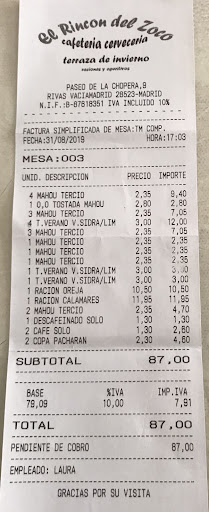 El Rincon del Zoco
cafeteria cerveceria
terraza de invierno
raciones y aperitivos
PASEO DE LA CHOPERA,9
RIVAS VACIAMADRID 28523-MADRID
N.I.F.:B-87618351 IVA INCLUIDO 10%
FACTURA SIMPLIFICADA DE MESA:TM COMP.
FECHA:31/08/2019 HORA:17:03
MESA:003
UNID. DESCRIPCION PRECIO IMPORTE
4 MAHOU TERCIO 2,35 9,40
1 0,0 TOSTADA MAHOU 2,35 2,35
3 MAHOU TERCIO 2,35 7,05
4 T.VERANO V.SIDRA/LIM 3,00 12,00
3 MAHOU TERCIO 2,35 7,05
1 MAHOU TERCIO 2,35 2,35
1 MAHOU TERCIO 2,35 2,35
1 MAHOU TERCIO 2,35 2,35
1 T.VERANO V.SIDRA/LIM 3,00 3,00
1 T.VERANO V.SIDRA/LIM 3,00 3,00
1 RACION OREJA 10,50 10,50
1 RACION CALAMARES 11,95 11,95
2 MAHOU TERCIO 2,35 4,70
1 DESCAFEINADO SOLO 1,30 1,30
2 CAFE SOLO 1,30 2,60
2 COPA PACHARAN 2,30 4,60
SUBTOTAL 87,00
BASE %IVA IMP.IVA
79,09 10,00 7,91
TOTAL 87,00
PENDIENTE DE COBRO 87,00
EMPLEADO: LAURA
GRACIAS POR SU VISITA